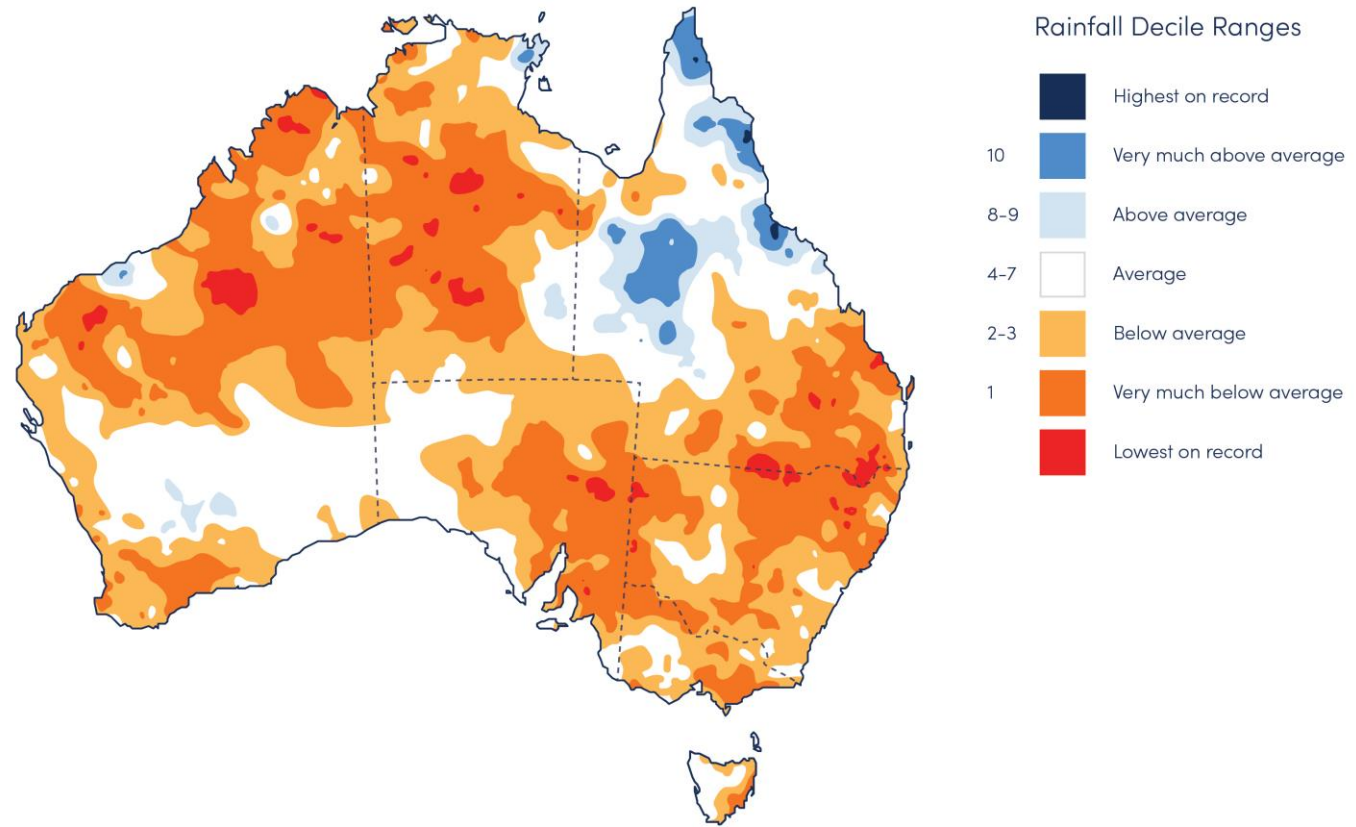 Rainfall Decile Ranges
Highest on record
10 Very much above average
8-9 Above average
4-7 Average
2-3 Below average
1 Very much below average
Lowest on record